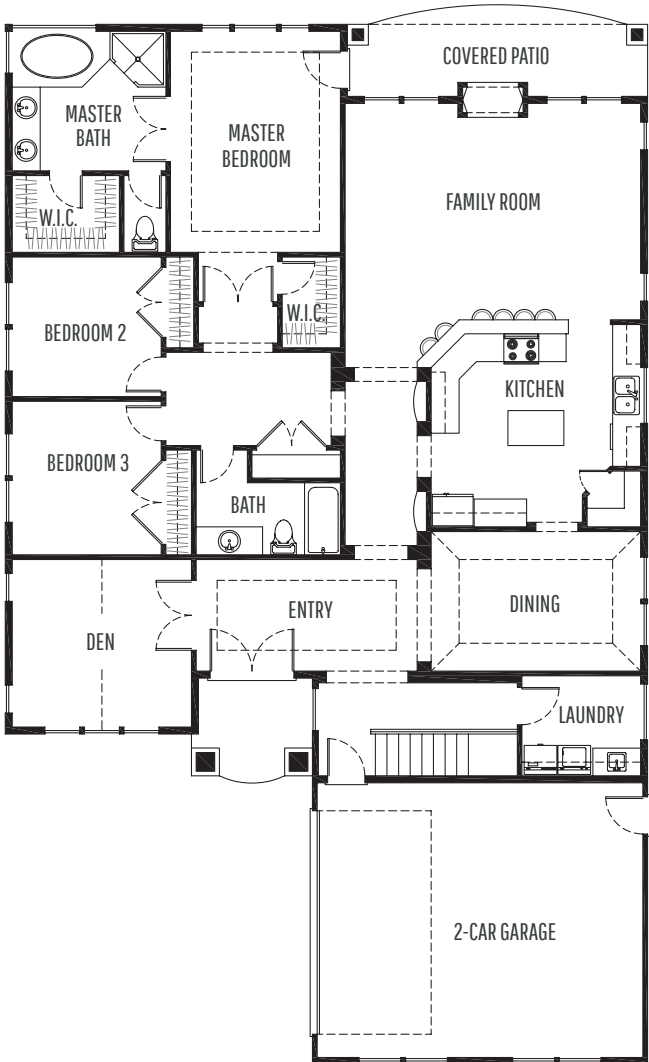 COVERED PATIO
MASTER
BATH
MASTER
BEDROOM
FAMILY ROOM
W.I.C.
W.I.C.
BEDROOM 2
KITCHEN
BEDROOM 3
BATH
ENTRY
DINING
DEN
LAUNDRY
2-CAR GARAGE